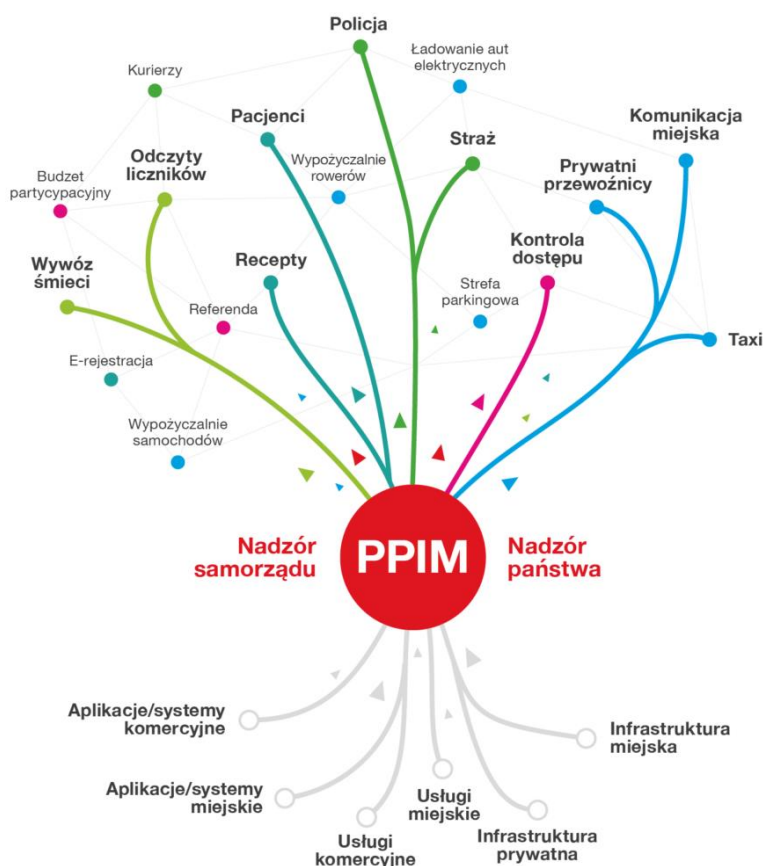 Policja
Ładowanie aut
elektrycznych
Kurierzy
Pacjenci
Komunikacja
miejska
Straż
Odczyty
liczników
Wypożyczalnie
rowerów
Prywatni
przewoźnicy
Budzet
partycypacyjny
Kontrola
dostępu
Wywóz
śmieci
Recepty
Strefa
parkingowa
Referenda
Taxi
E-rejestracja
Wypożyczalnie
samochodów
Nadzór
samorządu
PPIM
Nadzór
państwa
Aplikacje/systemy
komercyjne
Infrastruktura
miejska
Aplikacje/systemy
miejskie
Usługi
miejskie
Usługi
komercyjne
Infrastruktura
prywatna